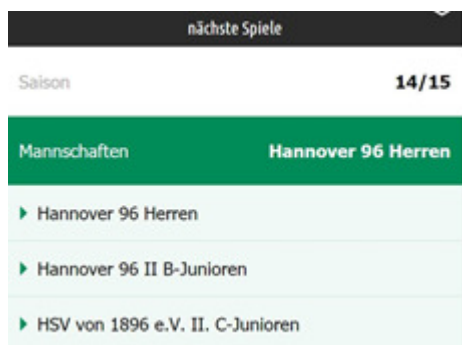 nächste Spiele
Saison 14/15
Mannschaften Hannover 96 Herren
Hannover 96 Herren
Hannover 96 II B-Junioren
HSV von 1896 e.V. II. C-Junioren